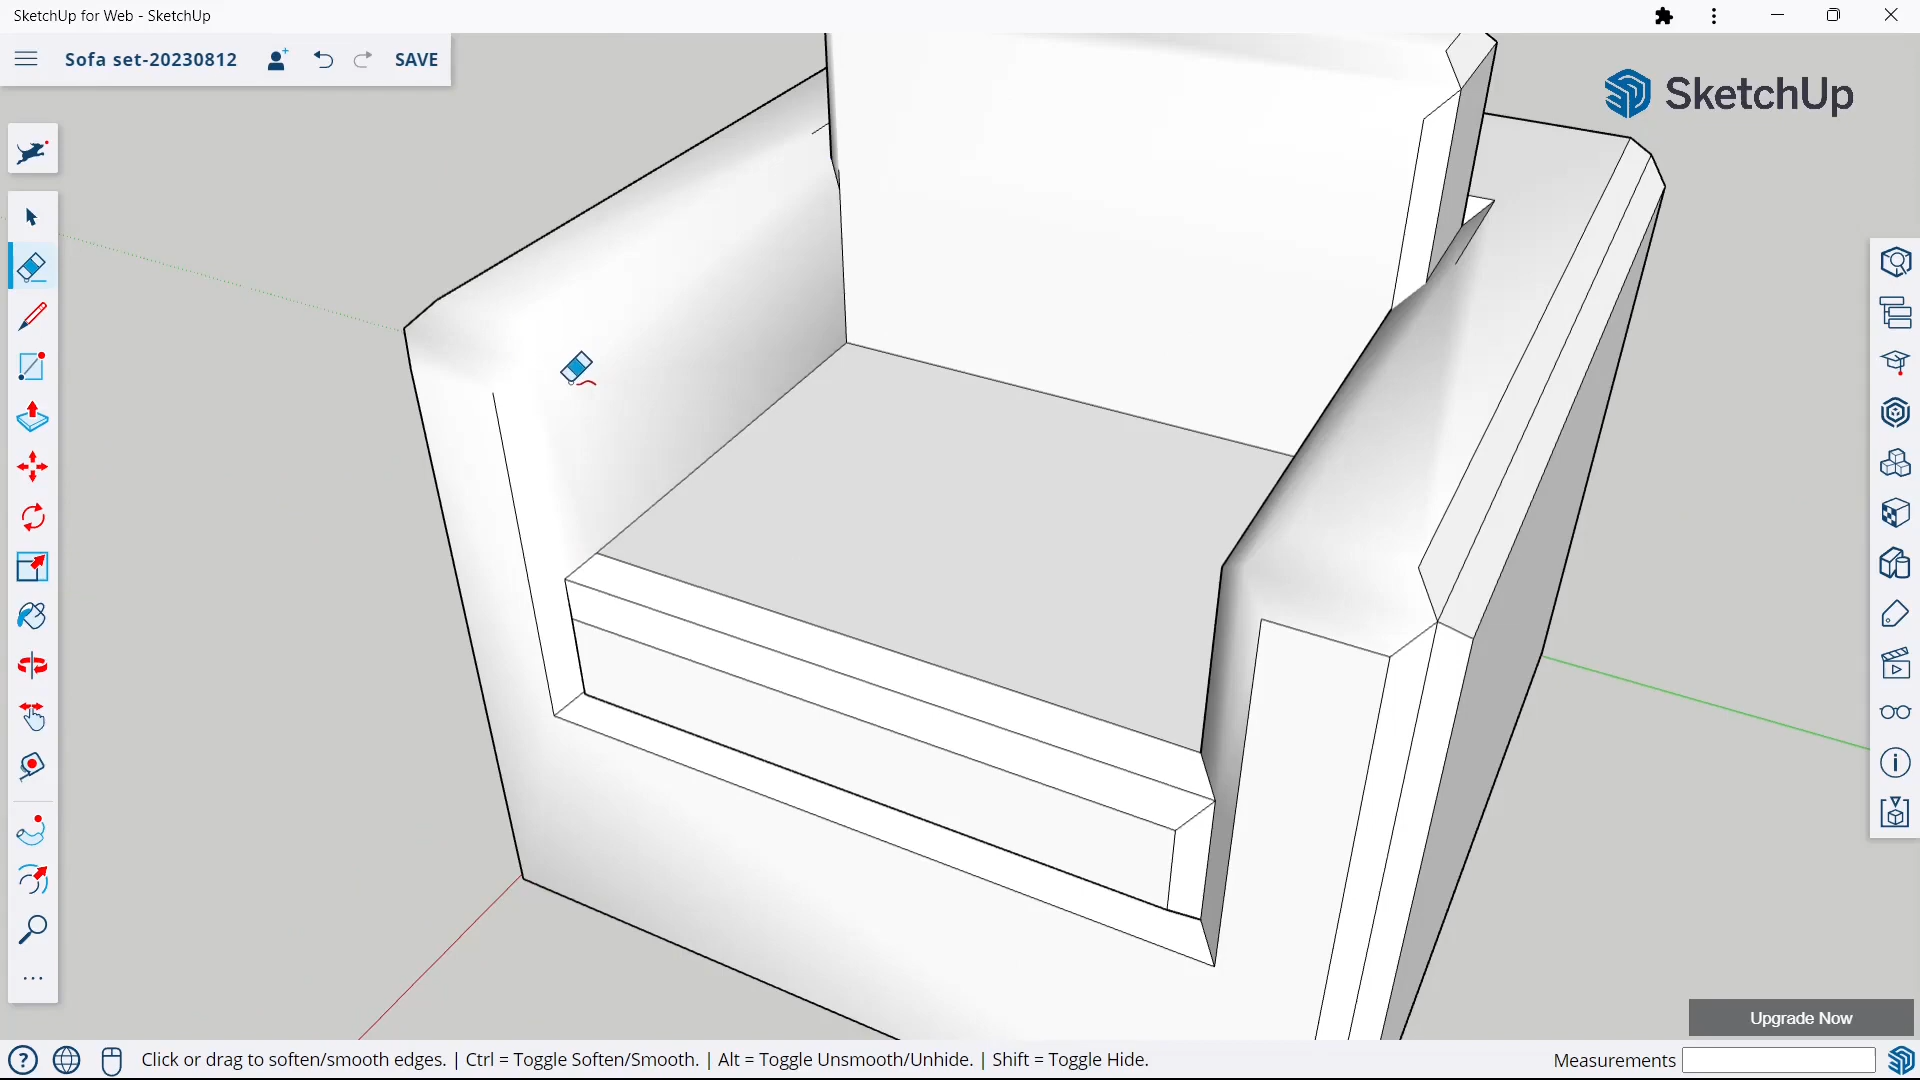 SketchUp for Web - SketchUp
Sofa set-20230812
SAVE
SketchUp
Upgrade Now
Click or drag to soften/smooth edges. | Ctrl = Toggle Soften/Smooth. | Alt = Toggle Unsmooth/Unhide. | Shift = Toggle Hide.
Measurements